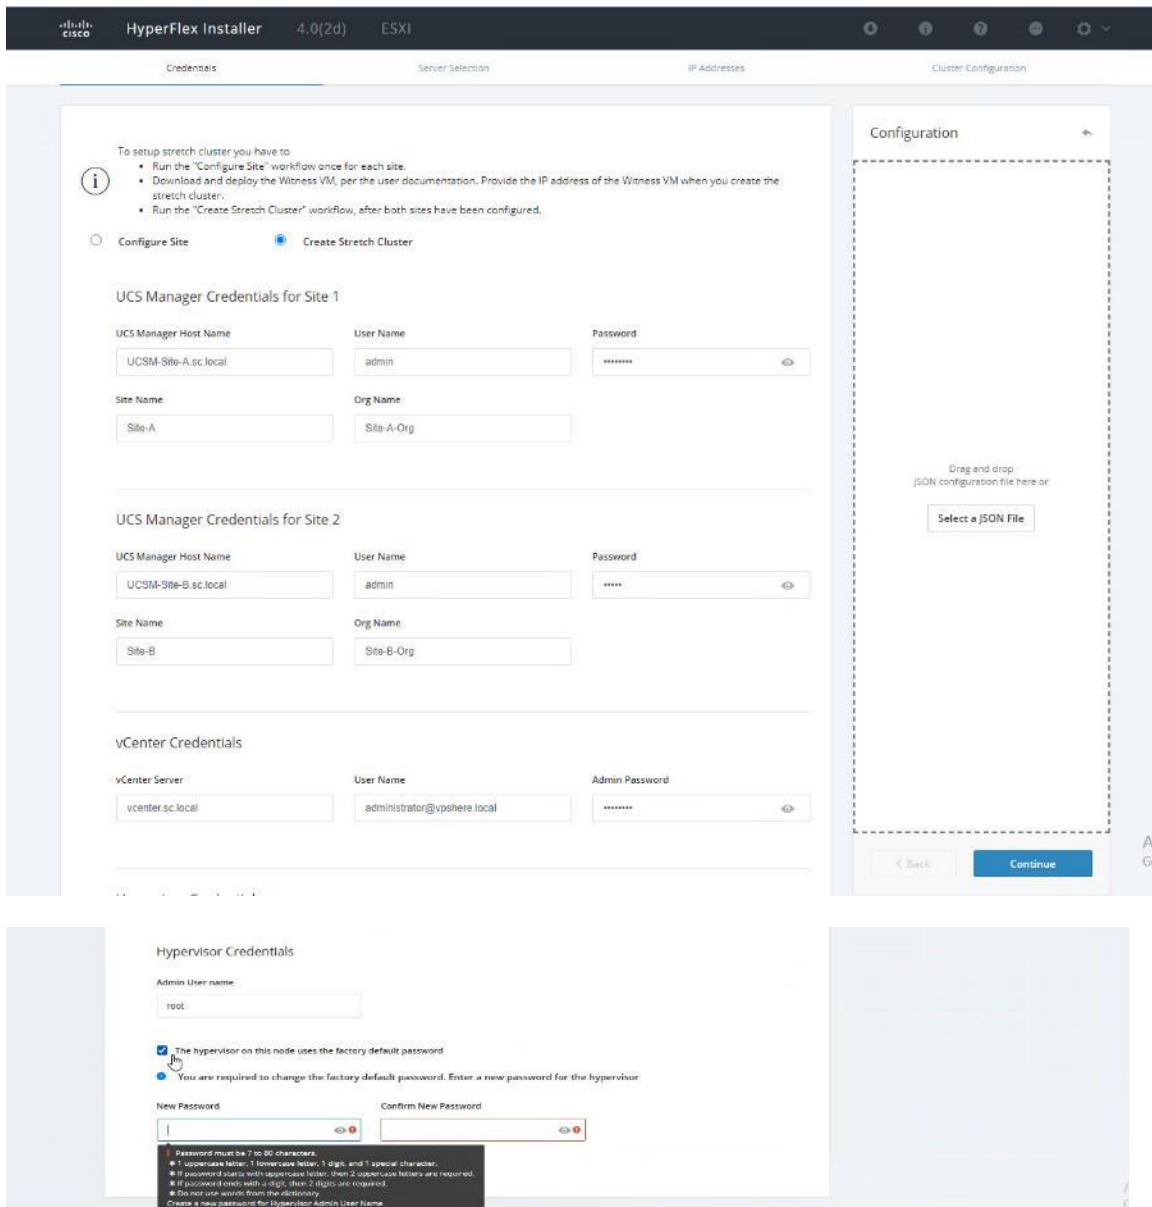 cisco HyperFlex Installer 4.0(2d) ESXI
Credentials Server Selection IP Addresses Cluster Configuration
Configuration
To setup stretch cluster you have to
• Run the "Configure Site" workflow once for each site.
• Download and deploy the Witness VM, per the user documentation. Provide the IP address of the Witness VM when you create the
stretch cluster.
• Run the "Create Stretch Cluster" workflow, after both sites have been configured.
Configure Site Create Stretch Cluster
UCS Manager Credentials for Site 1
UCS Manager Host Name User Name Password
UCSM-Site-A.sc.local admin ••••••••
Site Name Org Name
Site-A Site-A-Org
Drag and drop
JSON configuration file here or
Select a JSON File
UCS Manager Credentials for Site 2
UCS Manager Host Name User Name Password
UCSM-Site-B.sc.local admin •••••
Site Name Org Name
Site-B Site-B-Org
vCenter Credentials
vCenter Server User Name Admin Password
vcenter.sc.local administrator@vpshere.local ••••••••
< Back Continue
Hypervisor Credentials
Admin User name
root
The hypervisor on this node uses the factory default password
You are required to change the factory default password. Enter a new password for the hypervisor
New Password Confirm New Password
Password must be 7 to 80 characters.
✱ 1 uppercase letter, 1 lowercase letter, 1 digit, and 1 special character.
✱ If password starts with uppercase letter, then 2 uppercase letters are required.
✱ If password ends with a digit, then 2 digits are required.
✱ Do not use words from the dictionary.
Create a new password for Hypervisor Admin User Name